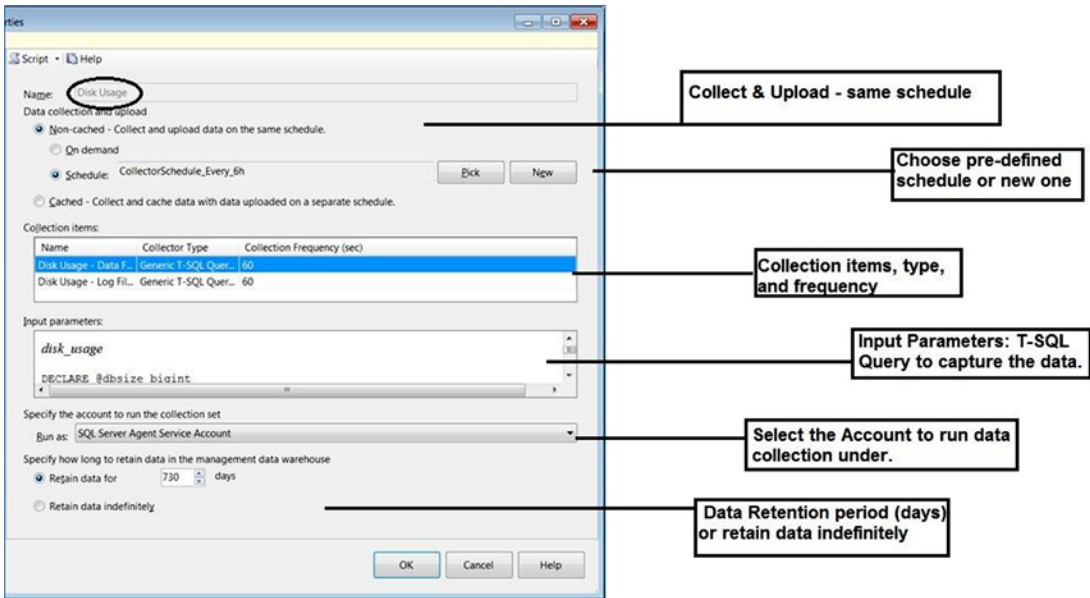 rties
Script Help
Name: Disk Usage
Data collection and upload
Non-cached - Collect and upload data on the same schedule.
On demand
Schedule: CollectorSchedule_Every_6h Pick New
Cached - Collect and cache data with data uploaded on a separate schedule.
Collection items:
Name Collector Type Collection Frequency (sec)
Disk Usage - Data F... Generic T-SQL Quer... 60
Disk Usage - Log Fil... Generic T-SQL Quer... 60
Input parameters:
disk_usage
DECLARE @dbsize bigint
Specify the account to run the collection set
Run as: SQL Server Agent Service Account
Specify how long to retain data in the management data warehouse
Retain data for 730 days
Retain data indefinitely
OK Cancel Help
Collect & Upload - same schedule
Choose pre-defined
schedule or new one
Collection items, type,
and frequency
Input Parameters: T-SQL
Query to capture the data.
Select the Account to run data
collection under.
Data Retention period (days)
or retain data indefinitely